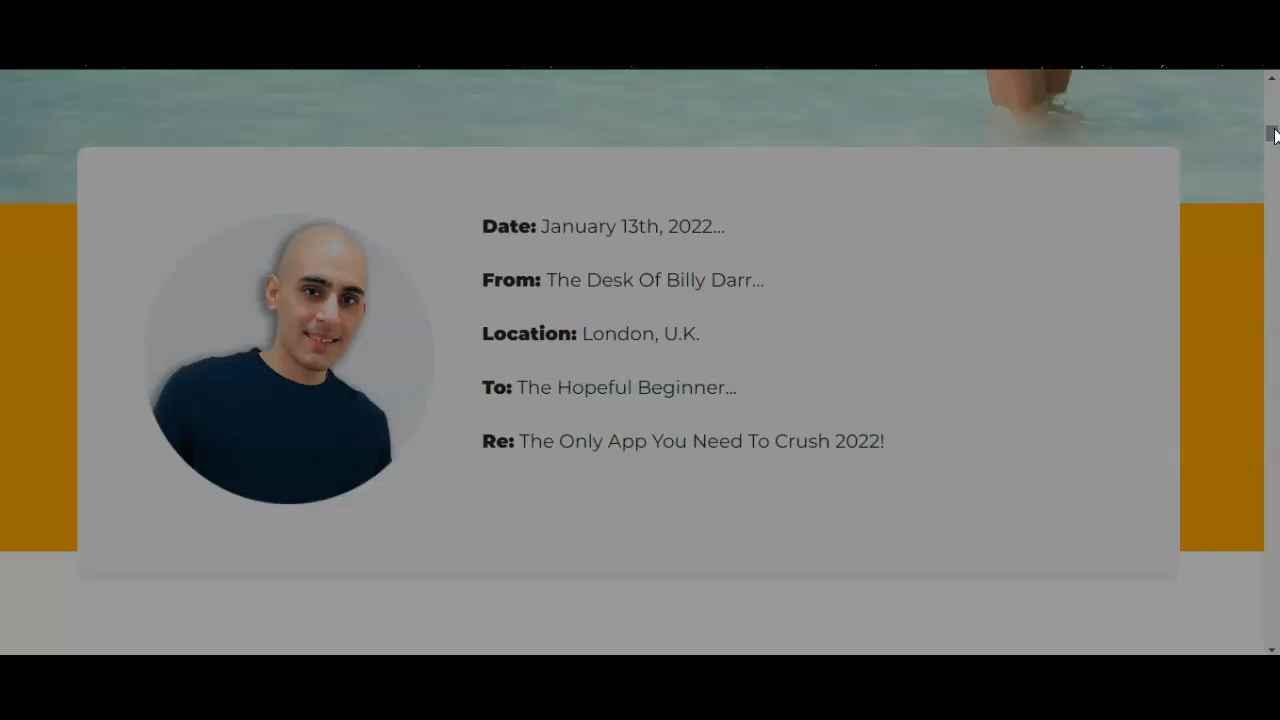 Date: January 13th, 2022...
From: The Desk Of Billy Darr...
Location: London, U.K.
To: The Hopeful Beginner...
Re: The Only App You Need To Crush 2022!